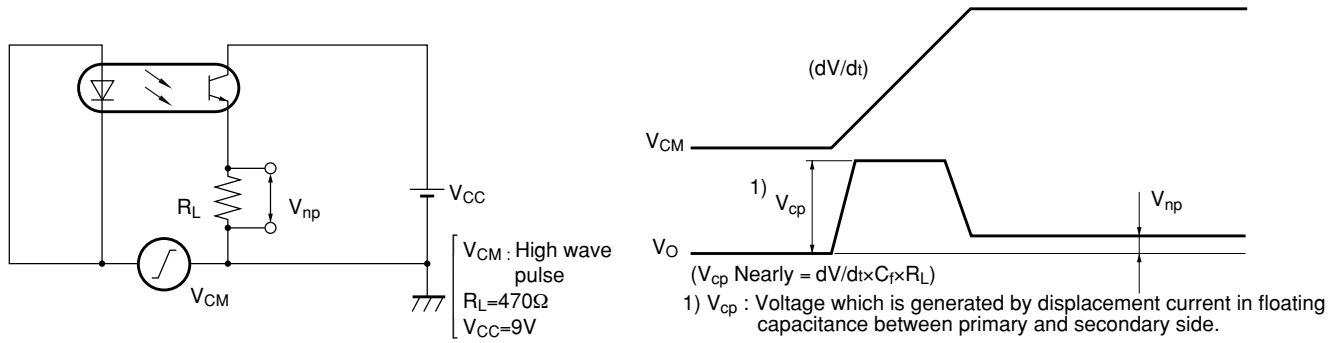 R_L
V_np
V_CC
V_CM
V_CM : High wave
pulse
R_L=470Ω
V_CC=9V
(dV/dt)
V_CM
1)
V_cp
V_np
V_O
(V_cp Nearly = dV/dt×C_f×R_L)
1) V_cp : Voltage which is generated by displacement current in floating
capacitance between primary and secondary side.